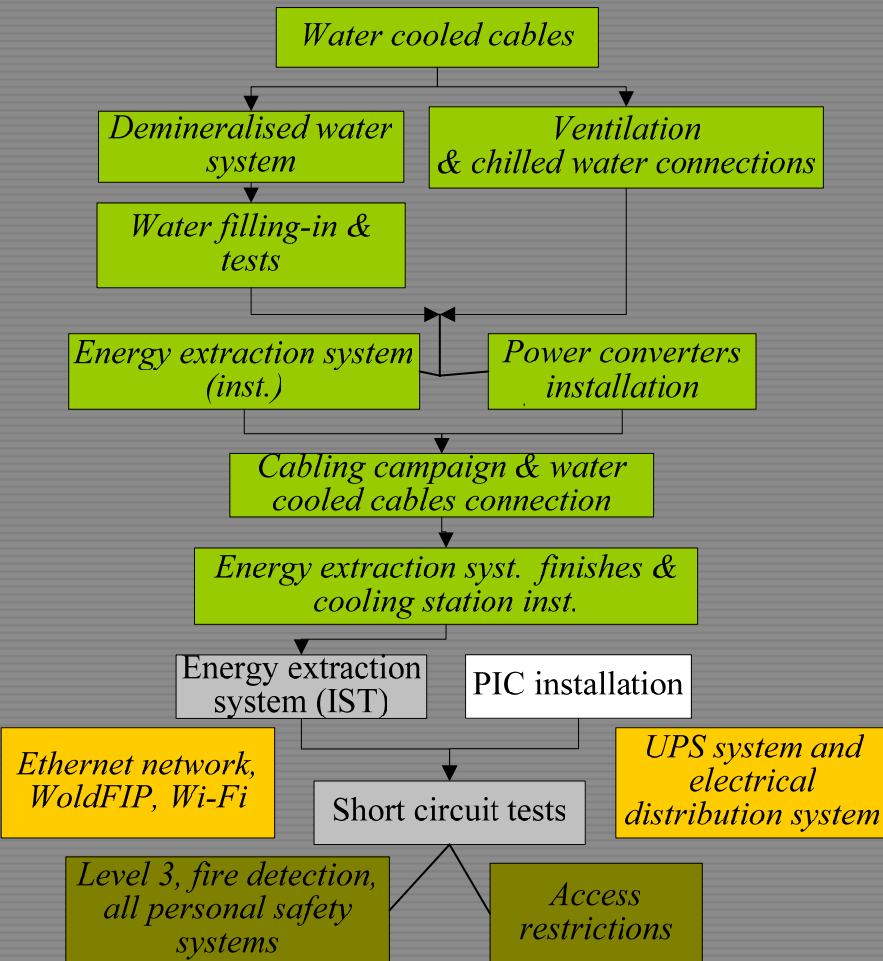 Water cooled cables
Demineralised water
system
Ventilation
& chilled water connections
Water filling-in &
tests
Energy extraction system
(inst.)
Power converters
installation
Cabling campaign & water
cooled cables connection
Energy extraction syst. finishes &
cooling station inst.
Energy extraction
system (IST)
PIC installation
Ethernet network,
WoldFIP, Wi-Fi
UPS system and
electrical
distribution system
Short circuit tests
Level 3, fire detection,
all personal safety
systems
Access
restrictions